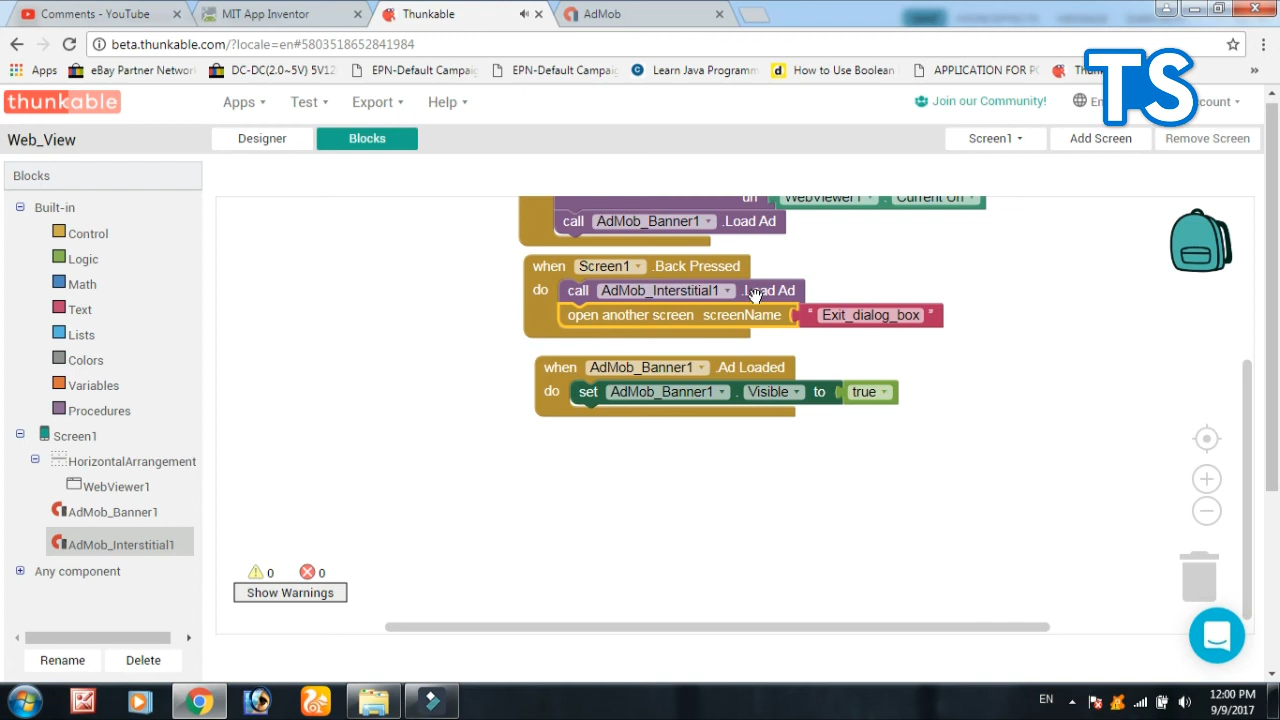 Comments - YouTube
MIT App Inventor
Thunkable
AdMob
beta.thunkable.com/?locale=en#5803518652841984
Apps
eBay Partner Network
DC-DC(2.0~5V) 5V12
EPN-Default Campaig
EPN-Default Campaig
Learn Java Programm
How to Use Boolean
APPLICATION FOR P
»
thunkable
Apps
Test
Export
Help
Join our Community!
TS
Web_View
Designer
Blocks
Screen1
Add Screen
Remove Screen
Blocks
Built-in
Control
Logic
Math
Text
Lists
Colors
Variables
Procedures
Screen1
HorizontalArrangement
WebViewer1
AdMob_Banner1
AdMob_Interstitial1
Any component
Rename
Delete
url WebViewer1 . Current Url
call AdMob_Banner1 .Load Ad
when Screen1 .Back Pressed
do call AdMob_Interstitial1 .Load Ad
open another screen screenName " Exit_dialog_box "
when AdMob_Banner1 .Ad Loaded
do set AdMob_Banner1 . Visible to true
0 0
Show Warnings
EN
12:00 PM
9/9/2017